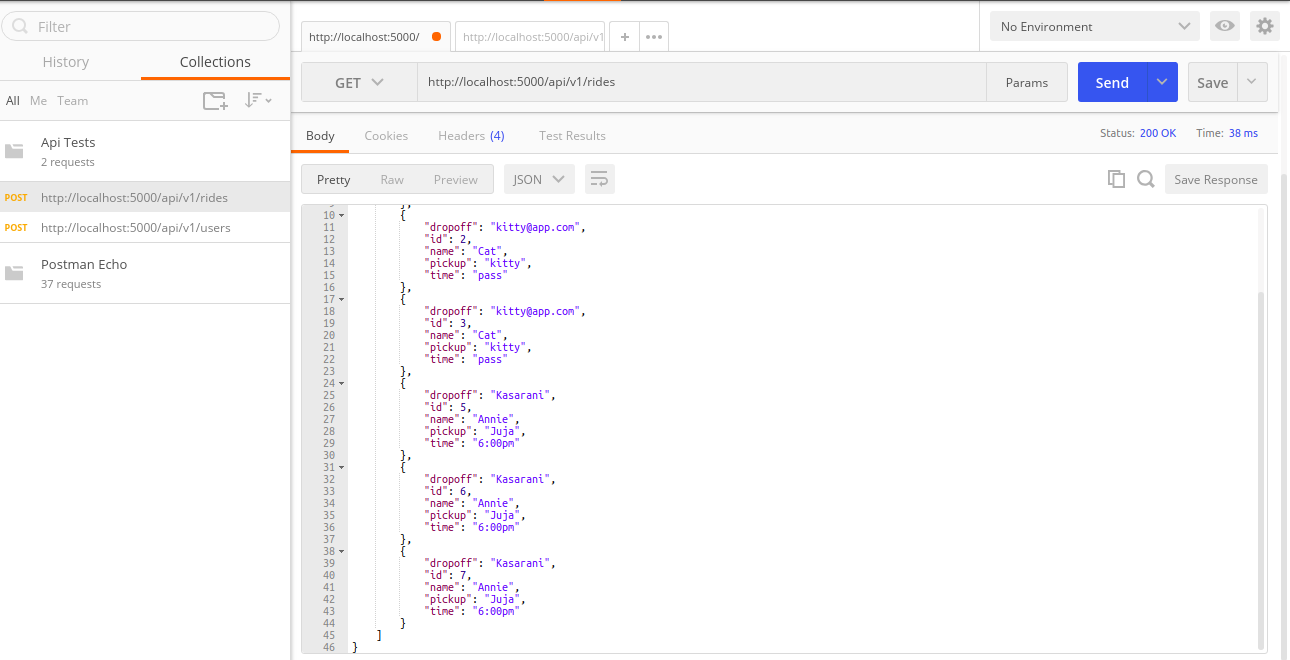 Filter
History Collections
All Me Team
Api Tests
2 requests
POST http://localhost:5000/api/v1/rides
POST http://localhost:5000/api/v1/users
Postman Echo
37 requests
http://localhost:5000/ http://localhost:5000/api/v1 + •••
No Environment
GET http://localhost:5000/api/v1/rides Params Send Save
Body Cookies Headers (4) Test Results Status: 200 OK Time: 38 ms
Pretty Raw Preview JSON Save Response
9 },
10 {
11 "dropoff": "kitty@app.com",
12 "id": 2,
13 "name": "Cat",
14 "pickup": "kitty",
15 "time": "pass"
16 },
17 {
18 "dropoff": "kitty@app.com",
19 "id": 3,
20 "name": "Cat",
21 "pickup": "kitty",
22 "time": "pass"
23 },
24 {
25 "dropoff": "Kasarani",
26 "id": 5,
27 "name": "Annie",
28 "pickup": "Juja",
29 "time": "6:00pm"
30 },
31 {
32 "dropoff": "Kasarani",
33 "id": 6,
34 "name": "Annie",
35 "pickup": "Juja",
36 "time": "6:00pm"
37 },
38 {
39 "dropoff": "Kasarani",
40 "id": 7,
41 "name": "Annie",
42 "pickup": "Juja",
43 "time": "6:00pm"
44 }
45 ]
46 }